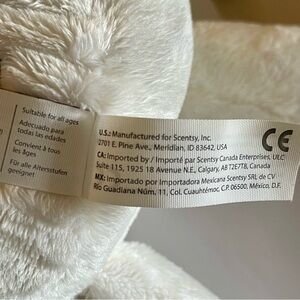 Suitable for all ages
Adecuado para
todas las edades
Convient à tous
les âges
Für alle Altersstufen
geeignet
U.S.: Manufactured for Scentsy, Inc.
2701 E. Pine Ave., Meridian, ID 83642, USA
CA: Imported by / Importé par Scentsy Canada Enterprises, ULC
Suite 115, 1925 18 Avenue N.E., Calgary, AB T2E7T8, Canada
MX: Importado por Importadora Mexicana Scentsy SRL de CV
Río Guadiana Núm. 11, Col. Cuauhtémoc, C.P. 06500, México, D.F.
CE